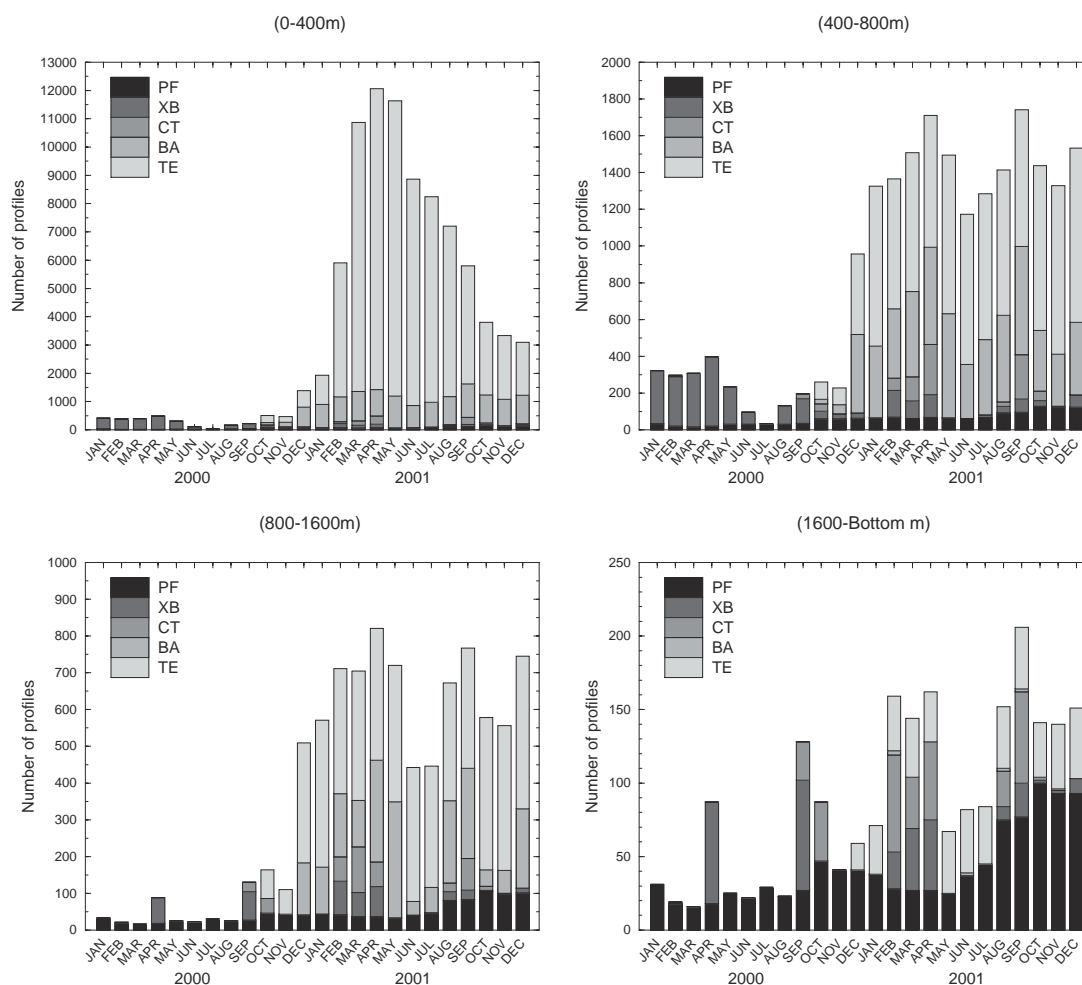 (0-400m)
13000
12000
11000
10000
9000
8000
7000
6000
5000
4000
3000
2000
1000
0
Number of profiles
PF
XB
CT
BA
TE
JAN FEB MAR APR MAY JUN JUL AUG SEP OCT NOV DEC JAN FEB MAR APR MAY JUN JUL AUG SEP OCT NOV DEC
2000 2001
(400-800m)
2000
1800
1600
1400
1200
1000
800
600
400
200
0
Number of profiles
PF
XB
CT
BA
TE
JAN FEB MAR APR MAY JUN JUL AUG SEP OCT NOV DEC JAN FEB MAR APR MAY JUN JUL AUG SEP OCT NOV DEC
2000 2001
(800-1600m)
1000
900
800
700
600
500
400
300
200
100
0
Number of profiles
PF
XB
CT
BA
TE
JAN FEB MAR APR MAY JUN JUL AUG SEP OCT NOV DEC JAN FEB MAR APR MAY JUN JUL AUG SEP OCT NOV DEC
2000 2001
(1600-Bottom m)
250
200
150
100
50
0
Number of profiles
PF
XB
CT
BA
TE
JAN FEB MAR APR MAY JUN JUL AUG SEP OCT NOV DEC JAN FEB MAR APR MAY JUN JUL AUG SEP OCT NOV DEC
2000 2001